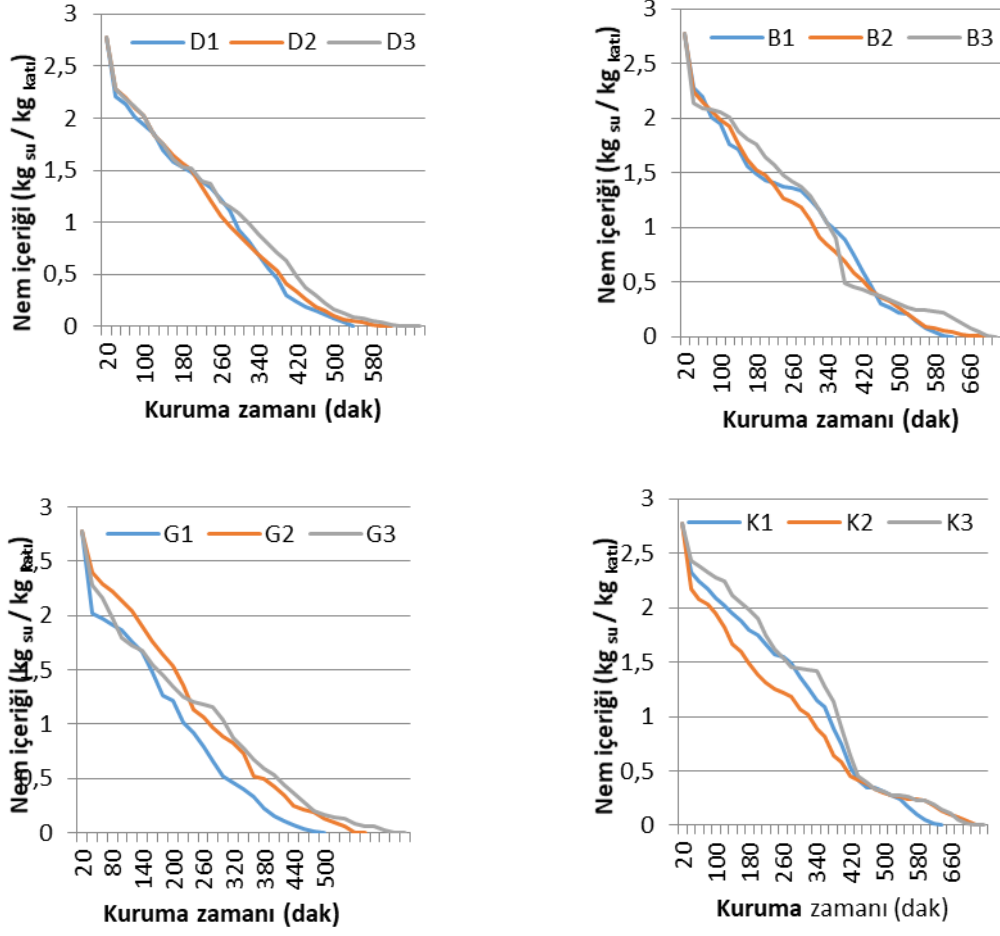 3
2,5
2
1,5
1
0,5
0
D1 D2 D3
Nem içeriği (kg su / kg katı)
20 100 180 260 340 420 500 580
Kuruma zamanı (dak)
3
2,5
2
1,5
1
0,5
0
B1 B2 B3
Nem içeriği (kg su / kg katı)
20 100 180 260 340 420 500 580 660
Kuruma zamanı (dak)
3
2,5
2
1,5
1
0,5
0
G1 G2 G3
Nem içeriği (kg su / kg katı)
20 80 140 200 260 320 380 440 500
Kuruma zamanı (dak)
3
2,5
2
1,5
1
0,5
0
K1 K2 K3
Nem içeriği (kg su / kg katı)
20 100 180 260 340 420 500 580 660
Kuruma zamanı (dak)